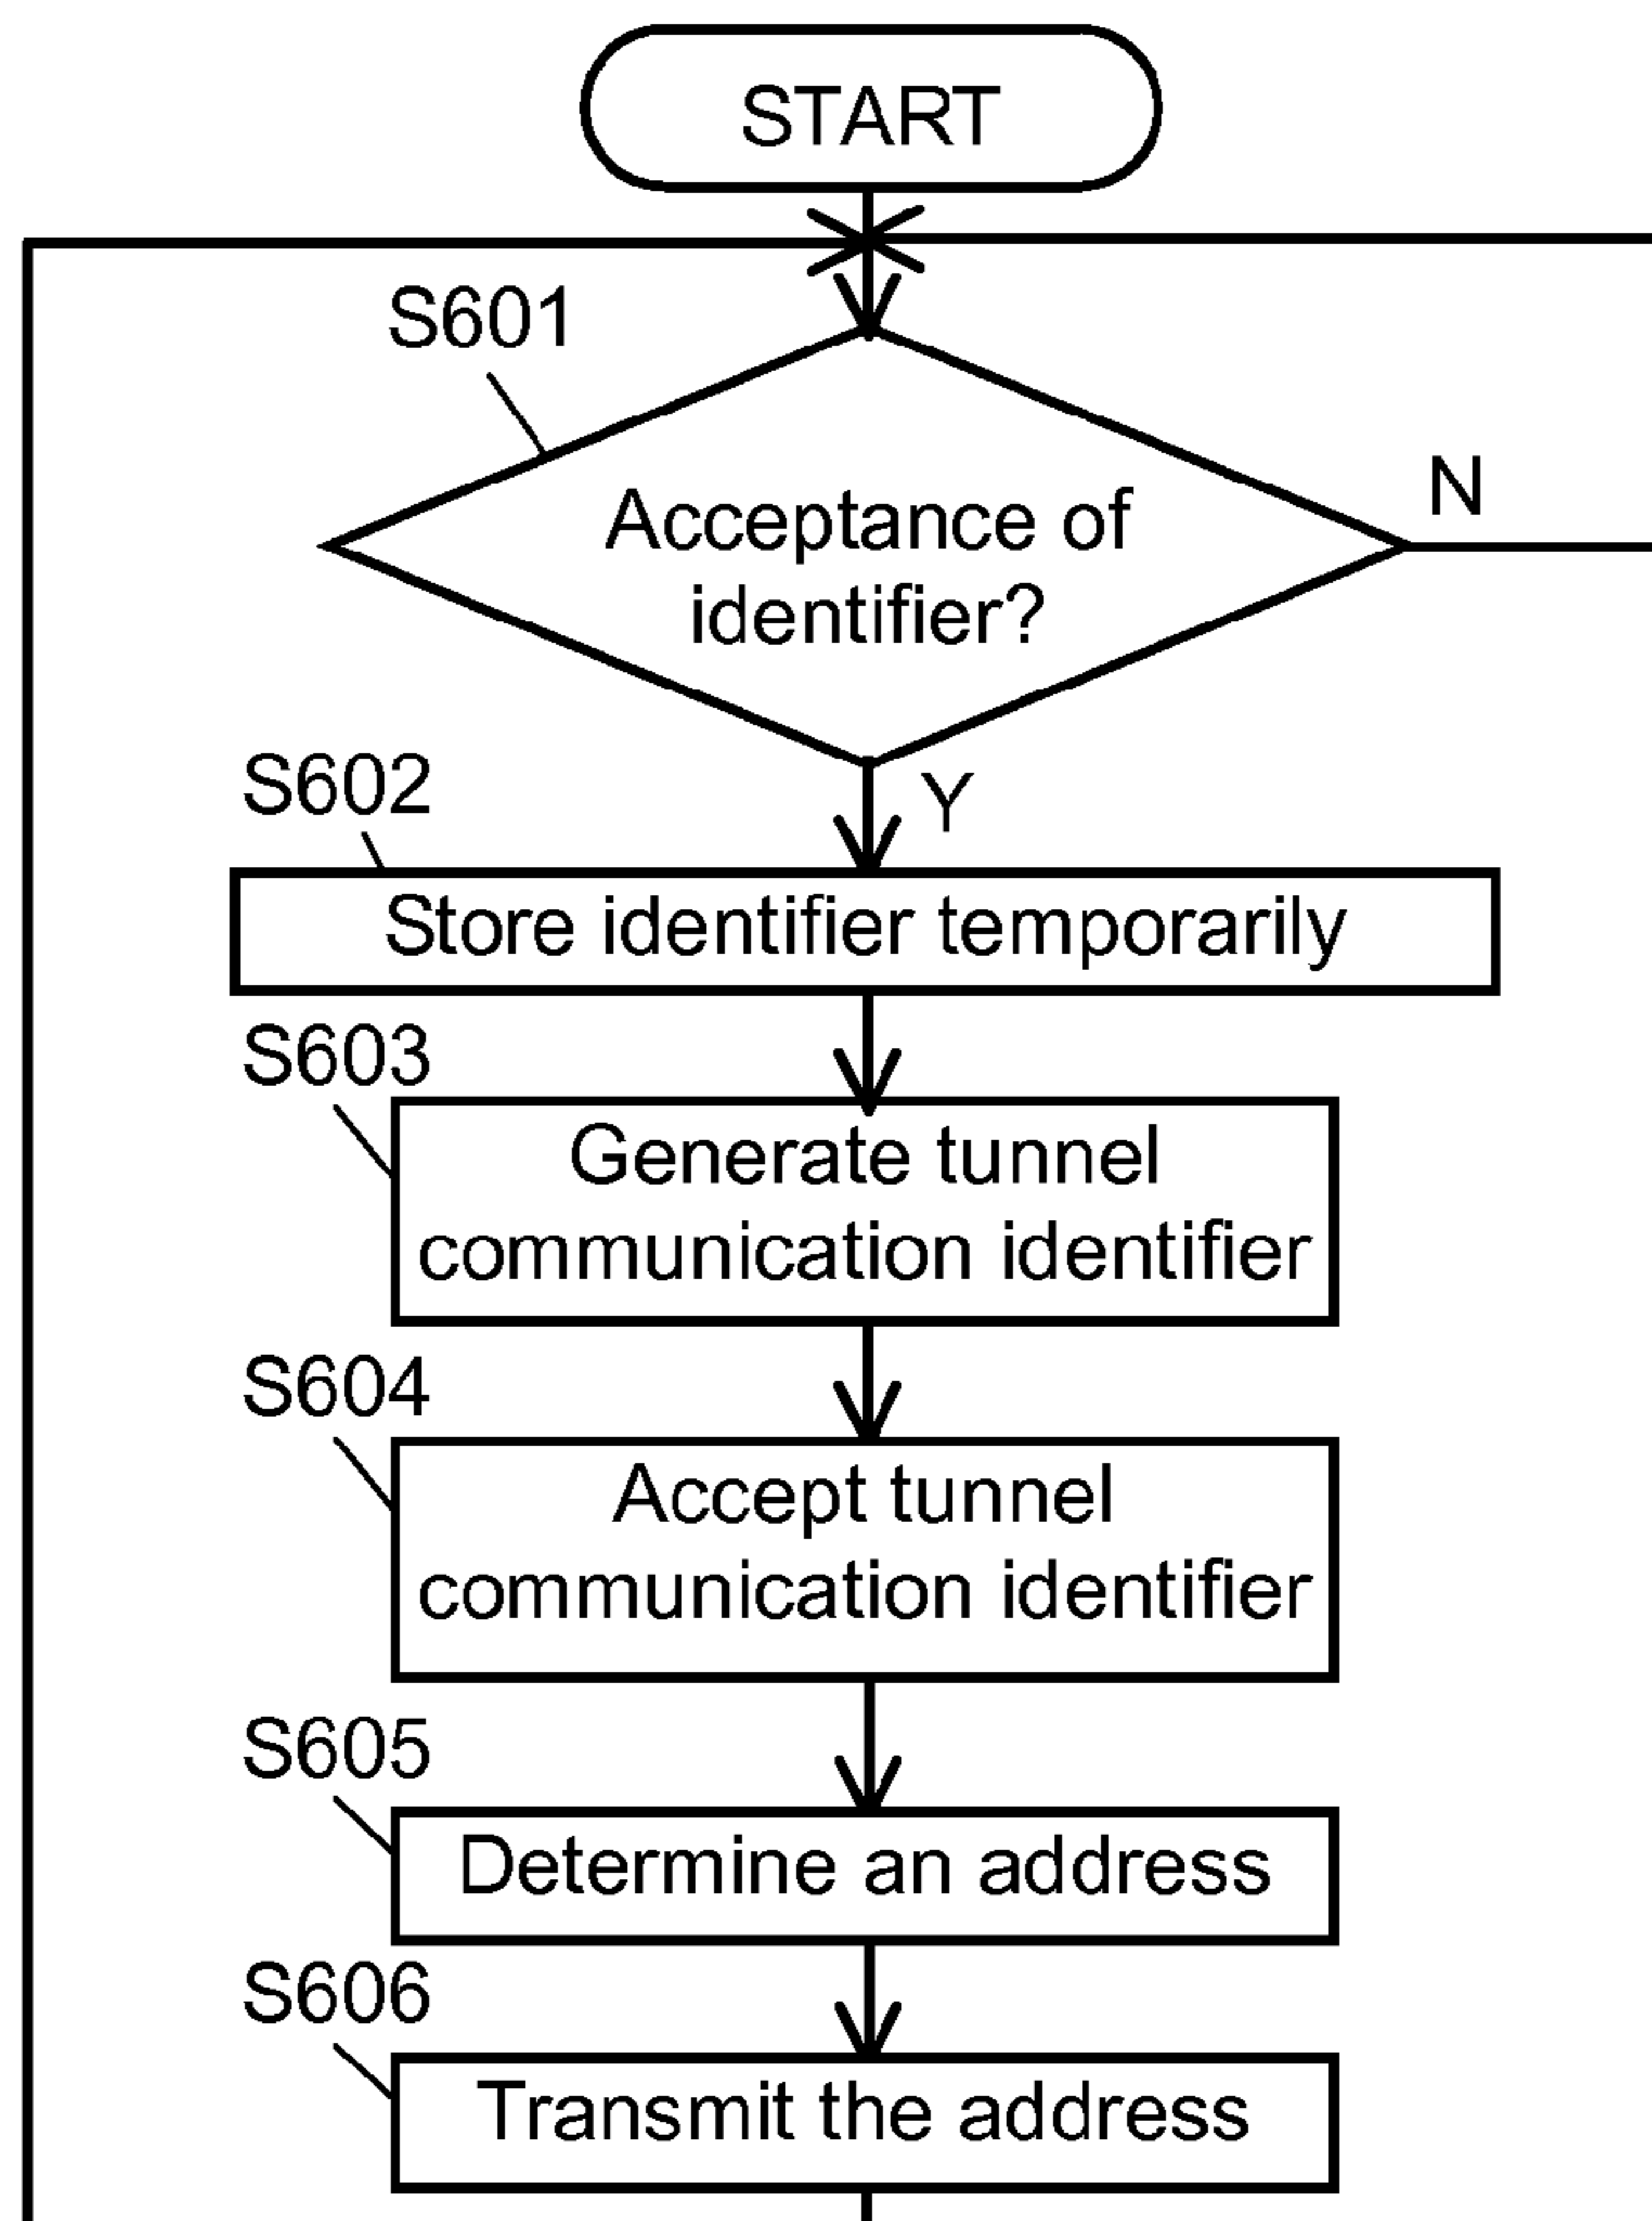 START
S601
Acceptance of
identifier?
N
Y
S602
Store identifier temporarily
S603
Generate tunnel
communication identifier
S604
Accept tunnel
communication identifier
S605
Determine an address
S606
Transmit the address